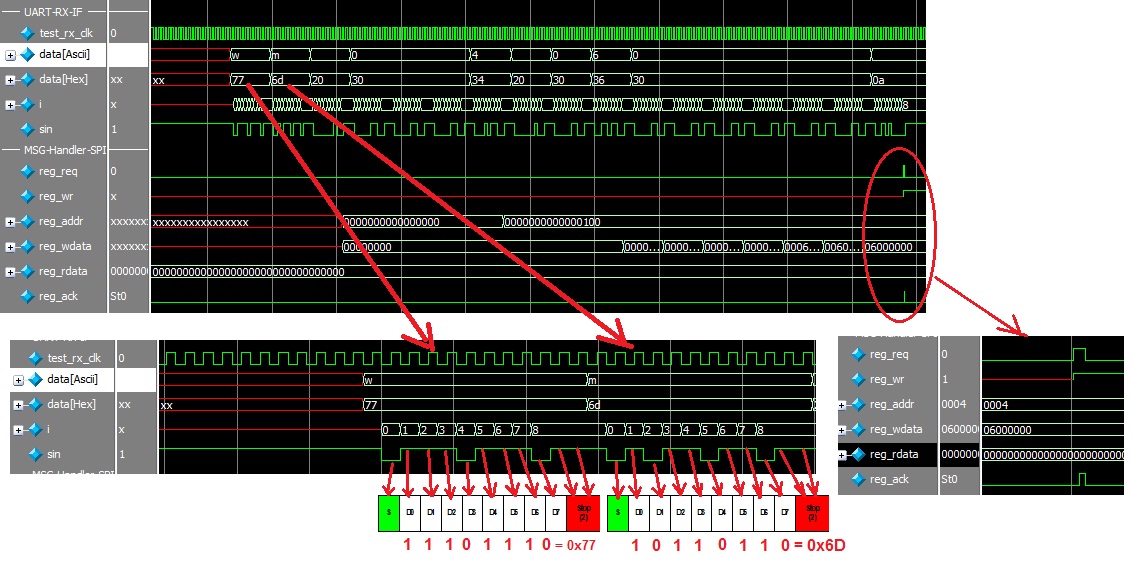 UART-RX-IF
test_rx_clk 0
data[Ascii] w m 0 4 0 6 0
data[Hex] xx xx 77 6d 20 30 34 20 30 36 30 0a
i x 8
sin 1
MSG-Handler-SPI
reg_req 0
reg_wr x
reg_addr xxxxxxx xxxxxxxxxxxxxxxx 0000000000000000 0000000000000100
reg_wdata xxxxxxx 00000000 0000... 0000... 0000... 0000... 0006... 0060... 06000000
reg_rdata 0000000 00000000000000000000000000000000
reg_ack St0
test_rx_clk 0
data[Ascii] w m
data[Hex] xx xx 77 6d
i x 0 1 2 3 4 5 6 7 8 0 1 2 3 4 5 6 7 8
sin 1
S D0 D1 D2 D3 D4 D5 D6 D7 Stop (2) S D0 D1 D2 D3 D4 D5 D6 D7 Stop (2)
1 1 1 0 1 1 1 0 = 0x77 1 0 1 1 0 1 1 0 = 0x6D
reg_req 0
reg_wr 1
reg_addr 0004 0004
reg_wdata 0600000 06000000
reg_rdata 0000000
reg_ack St0